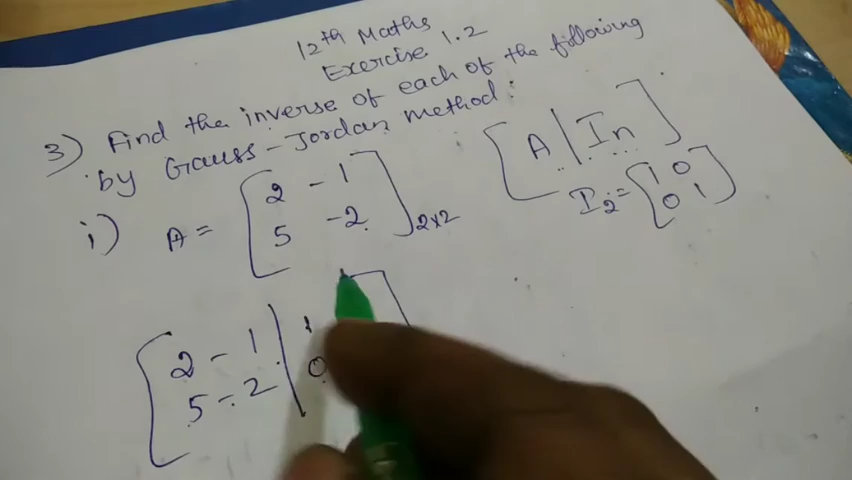 12th Maths
Exercise 1.2
3) Find the inverse of each of the following
by Gauss - Jordan method :
[A | In]
i) A = [2 -1
5 -2] 2x2
I2 = [1 0
0 1]
[2 -1 | 1
5 -2 | 0